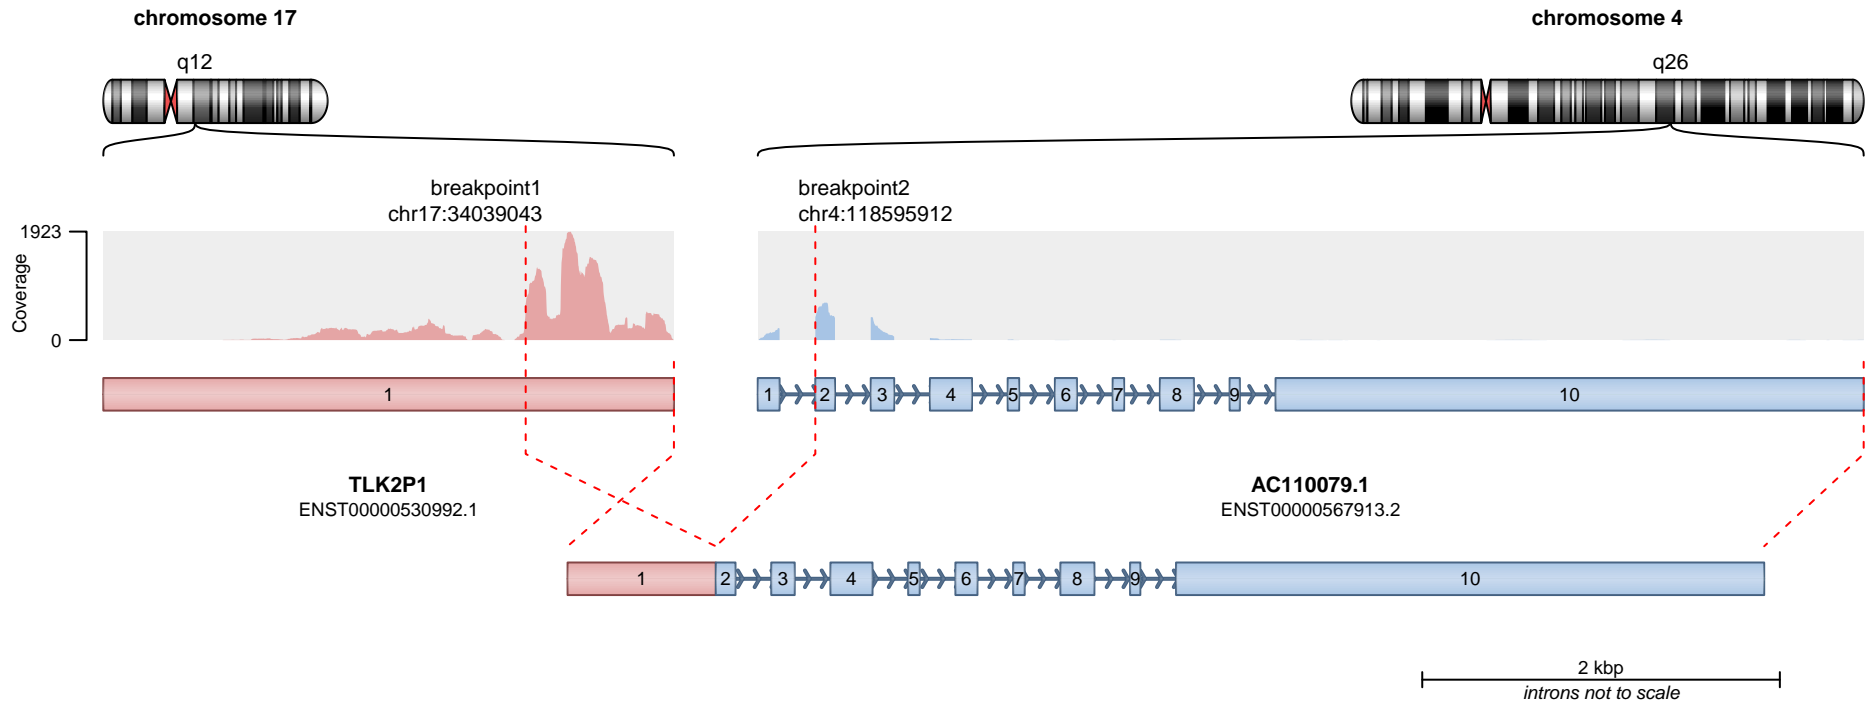 chromosome 17
chromosome 4
q12
q26
breakpoint1
chr17:34039043
breakpoint2
chr4:118595912
1923
Coverage
0
1
1 2 3 4 5 6 7 8 9 10
TLK2P1
ENST00000530992.1
AC110079.1
ENST00000567913.2
1 2 3 4 5 6 7 8 9 10
2 kbp
introns not to scale